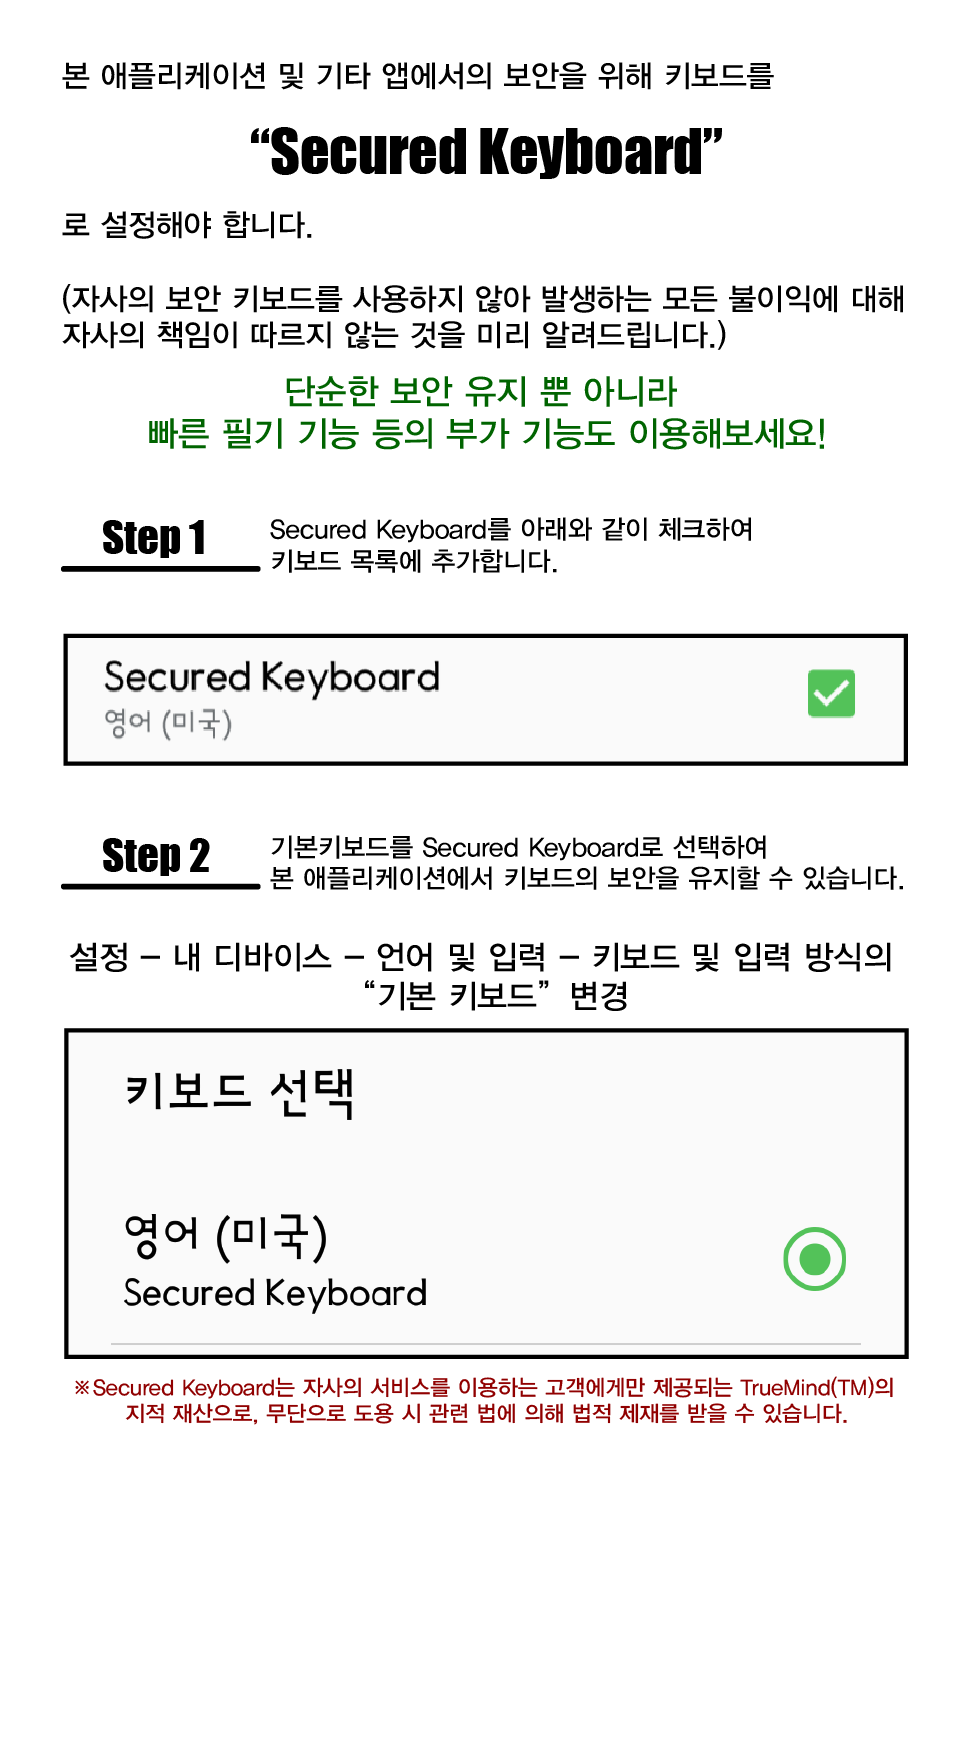 본 애플리케이션 및 기타 앱에서의 보안을 위해 키보드를
“Secured Keyboard”
로 설정해야 합니다.
(자사의 보안 키보드를 사용하지 않아 발생하는 모든 불이익에 대해
자사의 책임이 따르지 않는 것을 미리 알려드립니다.)
단순한 보안 유지 뿐 아니라
빠른 필기 기능 등의 부가 기능도 이용해보세요!
Step 1
Secured Keyboard를 아래와 같이 체크하여
키보드 목록에 추가합니다.
Secured Keyboard
영어 (미국)
Step 2
기본키보드를 Secured Keyboard로 선택하여
본 애플리케이션에서 키보드의 보안을 유지할 수 있습니다.
설정 – 내 디바이스 – 언어 및 입력 – 키보드 및 입력 방식의
“기본 키보드” 변경
키보드 선택
영어 (미국)
Secured Keyboard
※Secured Keyboard는 자사의 서비스를 이용하는 고객에게만 제공되는 TrueMind(TM)의
지적 재산으로, 무단으로 도용 시 관련 법에 의해 법적 제재를 받을 수 있습니다.